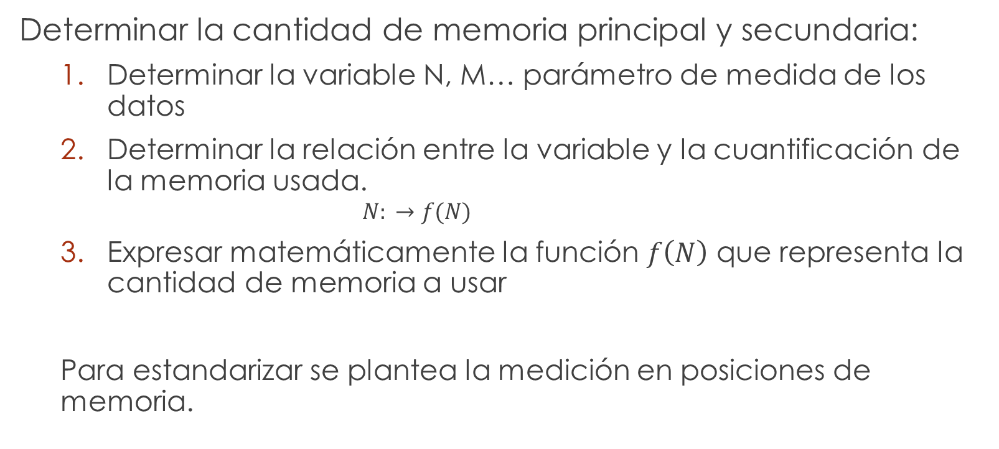 Determinar la cantidad de memoria principal y secundaria:
1. Determinar la variable N, M... parámetro de medida de los
datos
2. Determinar la relación entre la variable y la cuantificación de
la memoria usada.
N: → f(N)
3. Expresar matemáticamente la función f(N) que representa la
cantidad de memoria a usar
Para estandarizar se plantea la medición en posiciones de
memoria.